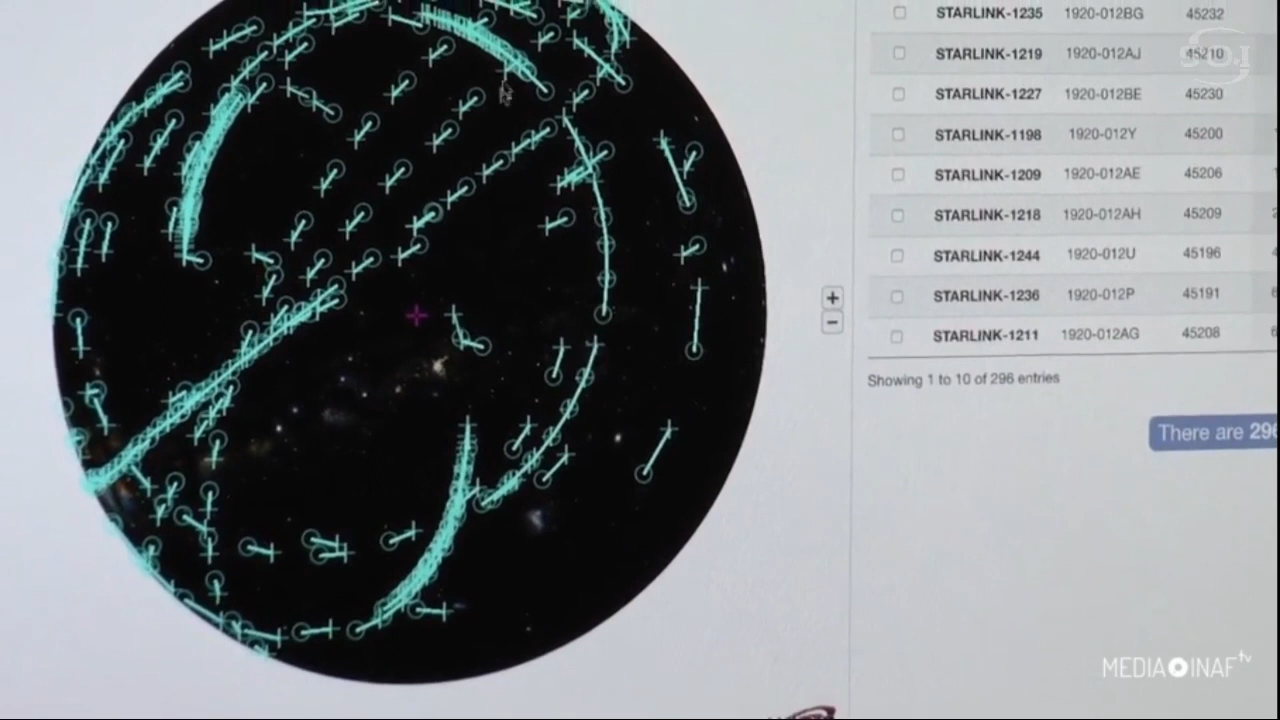 STARLINK-1235 1920-012BG 45232
STARLINK-1219 1920-012AJ 45210
STARLINK-1227 1920-012BE 45230
STARLINK-1198 1920-012Y 45200
STARLINK-1209 1920-012AE 45206
STARLINK-1218 1920-012AH 45209
STARLINK-1244 1920-012U 45196
STARLINK-1236 1920-012P 45191
STARLINK-1211 1920-012AG 45208
Showing 1 to 10 of 296 entries
There are 296
+
−
MEDIA INAF tv